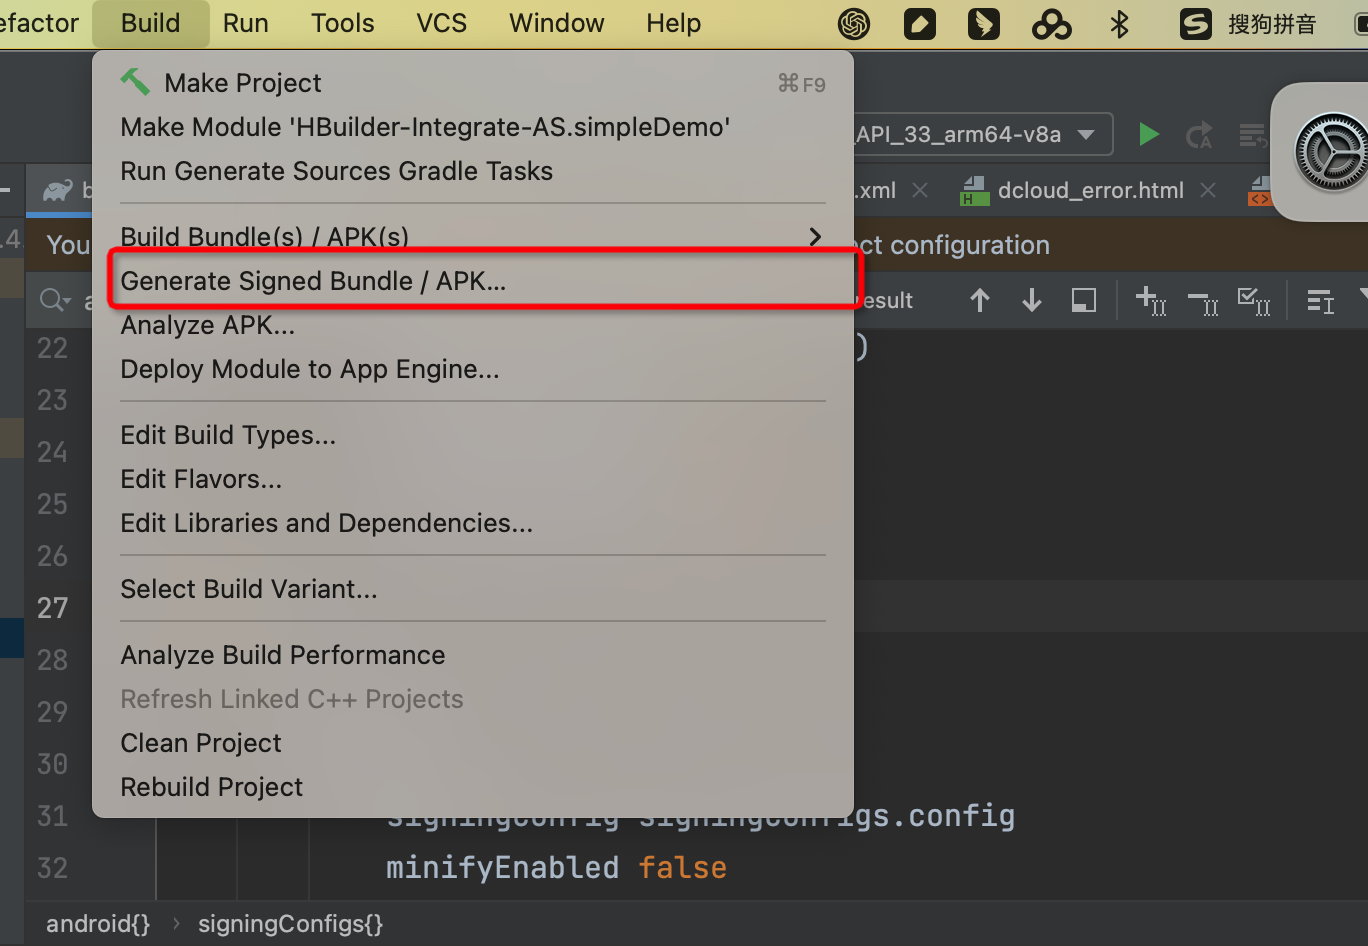 efactor Build Run Tools VCS Window Help 搜狗拼音
Make Project ⌘F9
Make Module 'HBuilder-Integrate-AS.simpleDemo'
_API_33_arm64-v8a
Run Generate Sources Gradle Tasks
b .xml dcloud_error.html
Build Bundle(s) / APK(s)
.4. You ct configuration
Generate Signed Bundle / APK...
a esult
Analyze APK...
22 )
Deploy Module to App Engine...
23
Edit Build Types...
24
Edit Flavors...
25
Edit Libraries and Dependencies...
26
Select Build Variant...
27
Analyze Build Performance
28
Refresh Linked C++ Projects
29
Clean Project
30
Rebuild Project
31 signingConfig signingConfigs.config
32 minifyEnabled false
android{} › signingConfigs{}